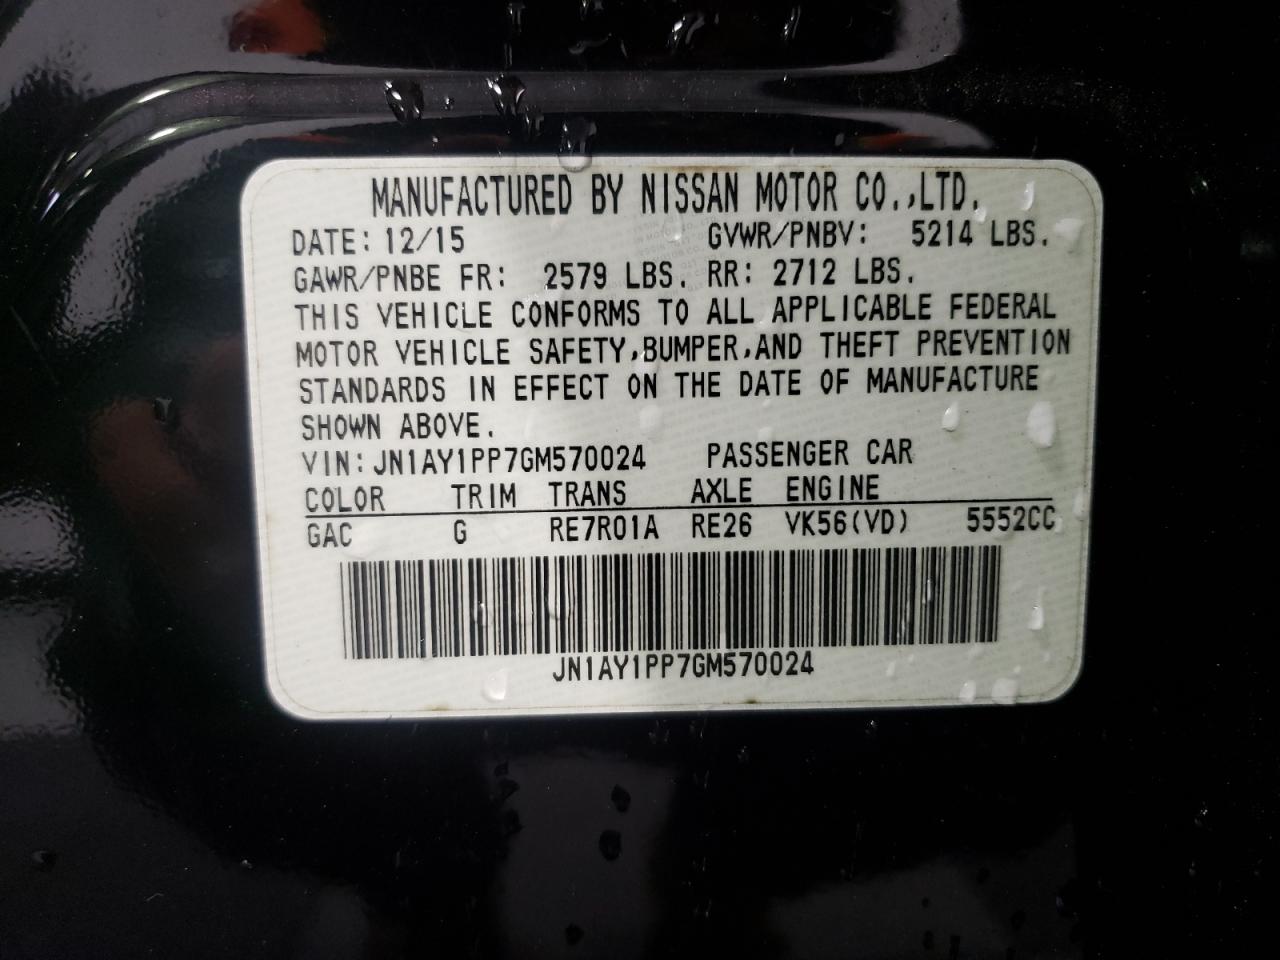 MANUFACTURED BY NISSAN MOTOR CO.,LTD.
DATE: 12/15 GVWR/PNBV: 5214 LBS.
GAWR/PNBE FR: 2579 LBS. RR: 2712 LBS.
THIS VEHICLE CONFORMS TO ALL APPLICABLE FEDERAL
MOTOR VEHICLE SAFETY,BUMPER,AND THEFT PREVENTION
STANDARDS IN EFFECT ON THE DATE OF MANUFACTURE
SHOWN ABOVE.
VIN: JN1AY1PP7GM570024 PASSENGER CAR
COLOR TRIM TRANS AXLE ENGINE
GAC G RE7R01A RE26 VK56(VD) 5552CC
JN1AY1PP7GM570024